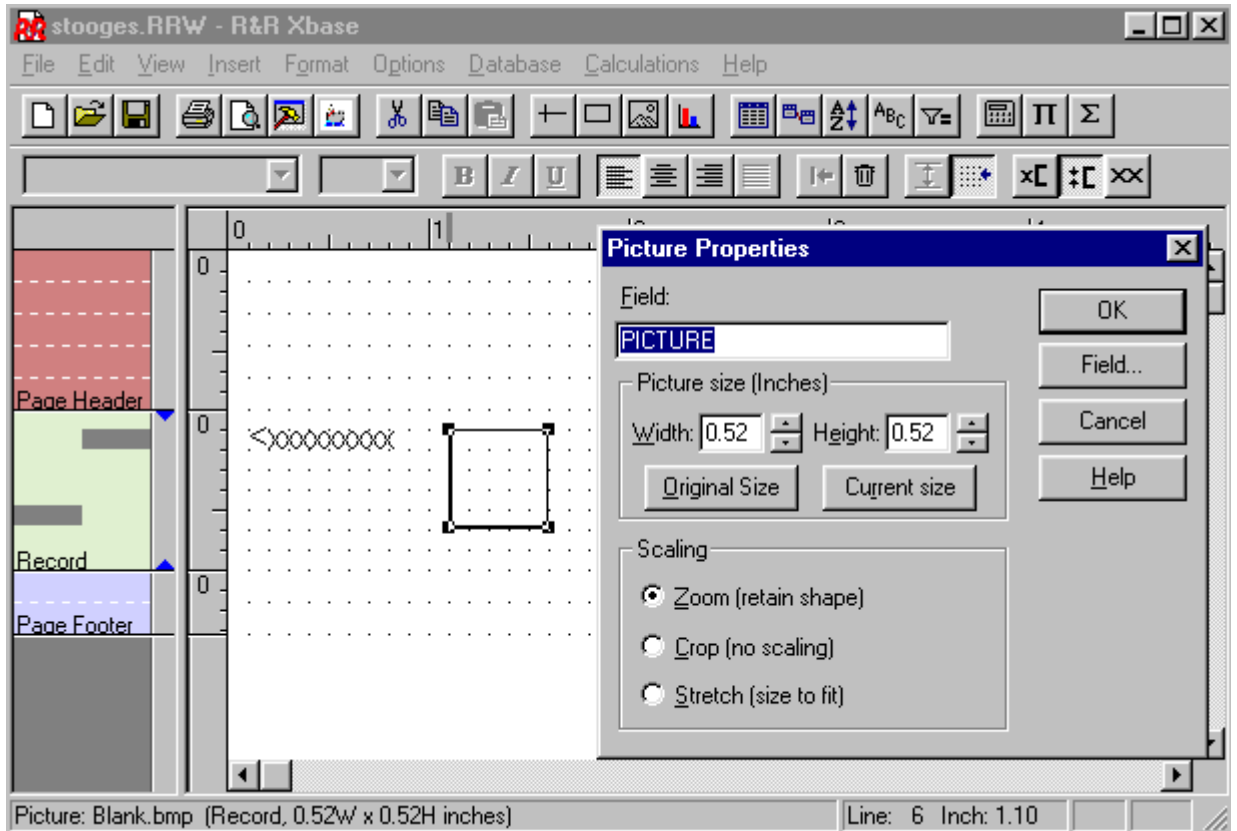 stooges.RRW - R&R Xbase
File Edit View Insert Format Options Database Calculations Help
B I U
0 1
Picture Properties
0
Field:
PICTURE
OK
Field...
Page Header
Picture size (Inches)
Cancel
0
Width: 0.52 Height: 0.52
Help
Original Size Current size
Record
Scaling
0
Zoom (retain shape)
Page Footer
Crop (no scaling)
Stretch (size to fit)
Picture: Blank.bmp (Record, 0.52W x 0.52H inches) Line: 6 Inch: 1.10